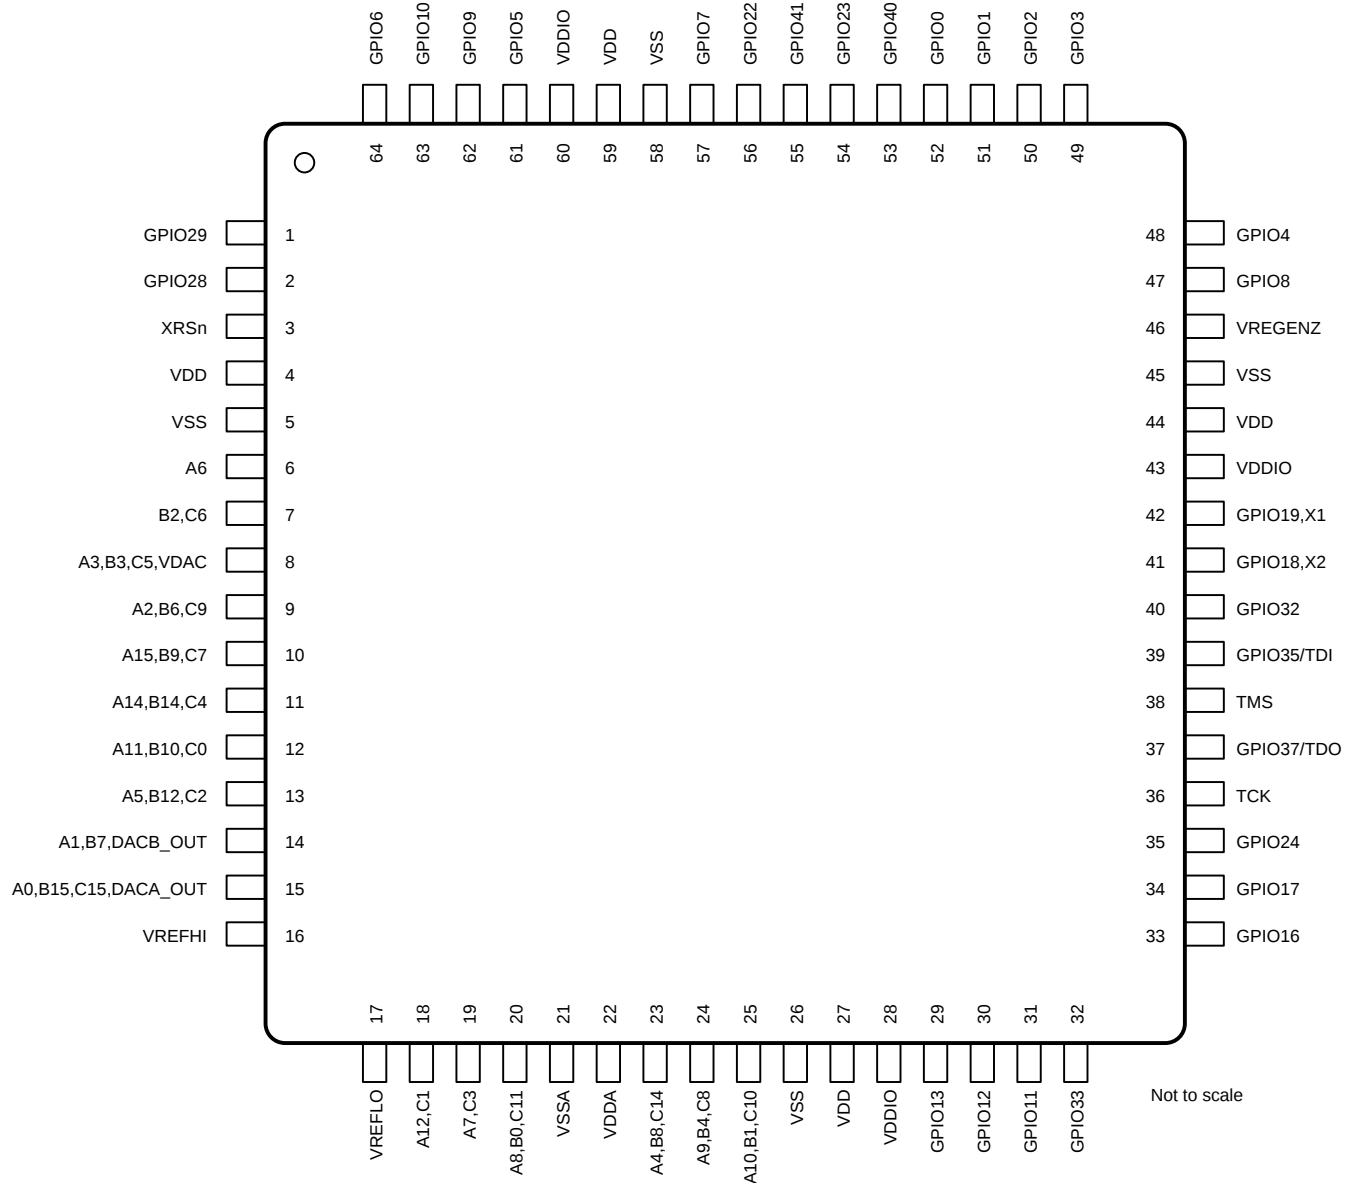 GPIO6 GPIO10 GPIO9 GPIO5 VDDIO VDD VSS GPIO7 GPIO22 GPIO41 GPIO23 GPIO40 GPIO0 GPIO1 GPIO2 GPIO3
64 63 62 61 60 59 58 57 56 55 54 53 52 51 50 49
GPIO29 1 48 GPIO4
GPIO28 2 47 GPIO8
XRSn 3 46 VREGENZ
VDD 4 45 VSS
VSS 5 44 VDD
A6 6 43 VDDIO
B2,C6 7 42 GPIO19,X1
A3,B3,C5,VDAC 8 41 GPIO18,X2
A2,B6,C9 9 40 GPIO32
A15,B9,C7 10 39 GPIO35/TDI
A14,B14,C4 11 38 TMS
A11,B10,C0 12 37 GPIO37/TDO
A5,B12,C2 13 36 TCK
A1,B7,DACB_OUT 14 35 GPIO24
A0,B15,C15,DACA_OUT 15 34 GPIO17
VREFHI 16 33 GPIO16
17 18 19 20 21 22 23 24 25 26 27 28 29 30 31 32
VREFLO A12,C1 A7,C3 A8,B0,C11 VSSA VDDA A4,B8,C14 A9,B4,C8 A10,B1,C10 VSS VDD VDDIO GPIO13 GPIO12 GPIO11 GPIO33
Not to scale